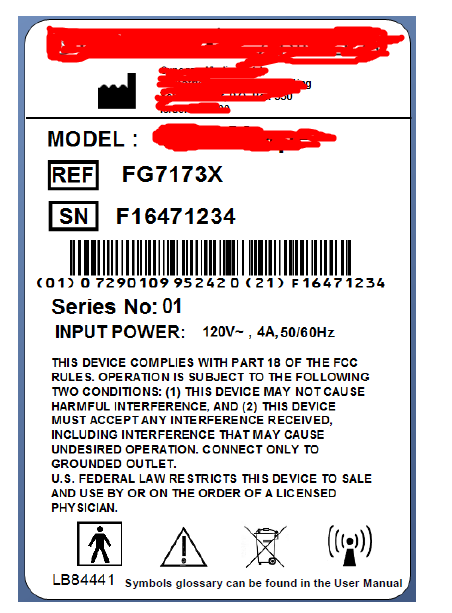 MODEL :
REF FG7173X
SN F16471234
(01) 0 7290109 952420 (21) F16471234
Series No: 01
INPUT POWER: 120V~ , 4A, 50/60Hz
THIS DEVICE COMPLIES WITH PART 18 OF THE FCC
RULES. OPERATION IS SUBJECT TO THE FOLLOWING
TWO CONDITIONS: (1) THIS DEVICE MAY NOT CAUSE
HARMFUL INTERFERENCE, AND (2) THIS DEVICE
MUST ACCEPT ANY INTERFERENCE RECEIVED,
INCLUDING INTERFERENCE THAT MAY CAUSE
UNDESIRED OPERATION. CONNECT ONLY TO
GROUNDED OUTLET.
U.S. FEDERAL LAW RESTRICTS THIS DEVICE TO SALE
AND USE BY OR ON THE ORDER OF A LICENSED
PHYSICIAN.
LB84441 Symbols glossary can be found in the User Manual